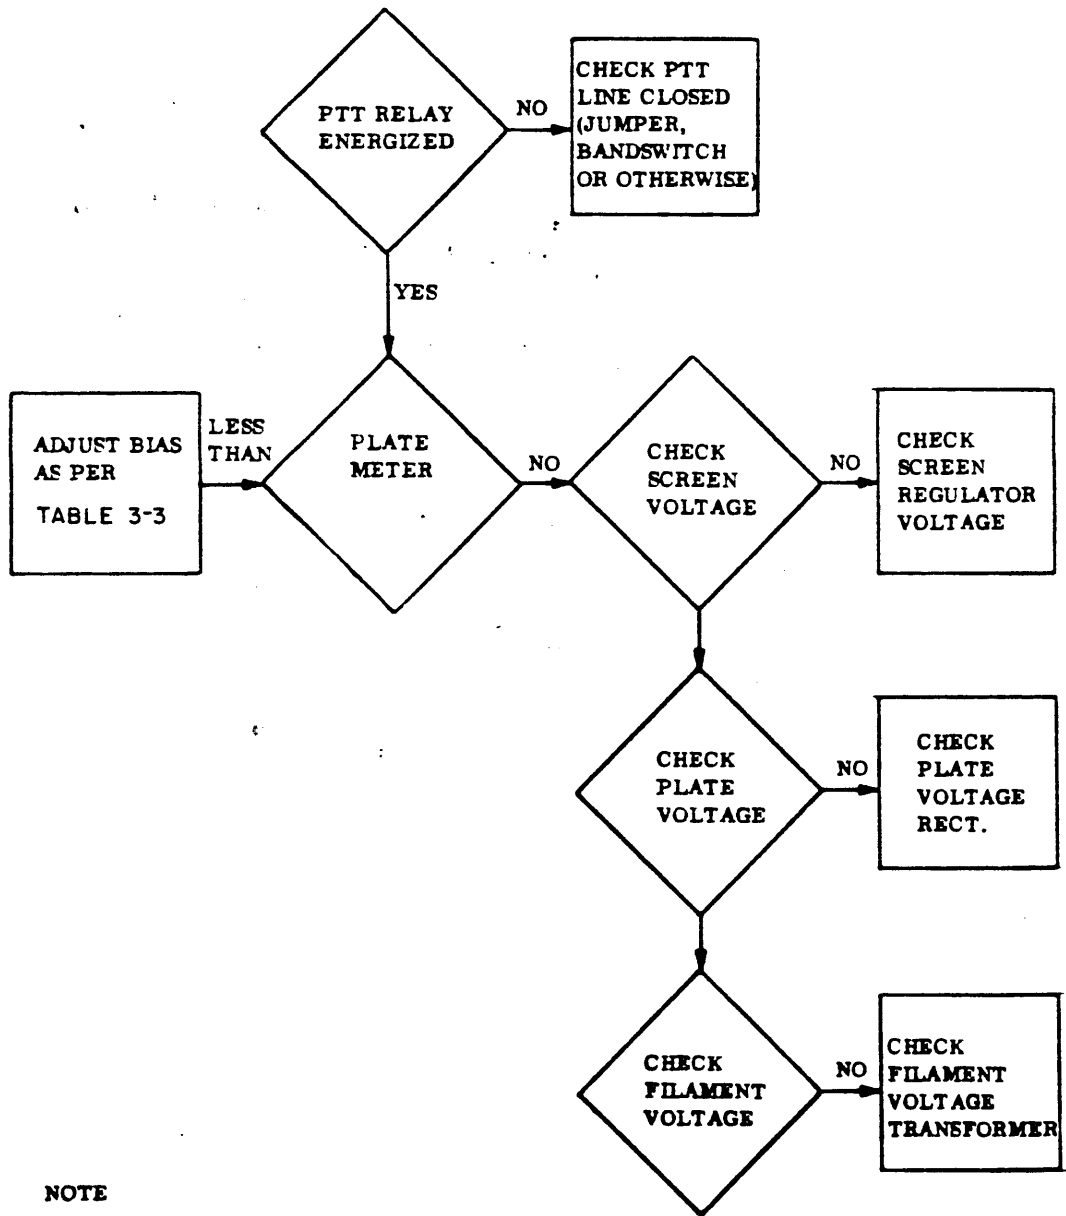 PTT RELAY
ENERGIZED
NO
CHECK PTT
LINE CLOSED
(JUMPER,
BANDSWITCH
OR OTHERWISE)
YES
ADJUST BIAS
AS PER
TABLE 3-3
LESS
THAN
PLATE
METER
NO
CHECK
SCREEN
VOLTAGE
NO
CHECK
SCREEN
REGULATOR
VOLTAGE
CHECK
PLATE
VOLTAGE
NO
CHECK
PLATE
VOLTAGE
RECT.
CHECK
FILAMENT
VOLTAGE
NO
CHECK
FILAMENT
VOLTAGE
TRANSFORMER
NOTE